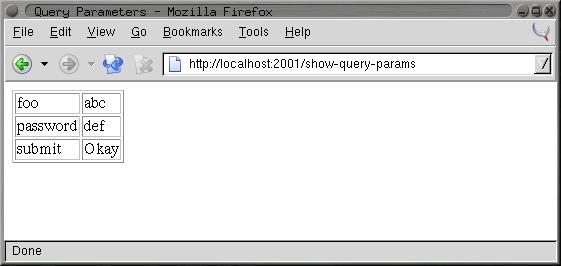 Query Parameters - Mozilla Firefox
File Edit View Go Bookmarks Tools Help
http://localhost:2001/show-query-params
foo abc
password def
submit Okay
Done